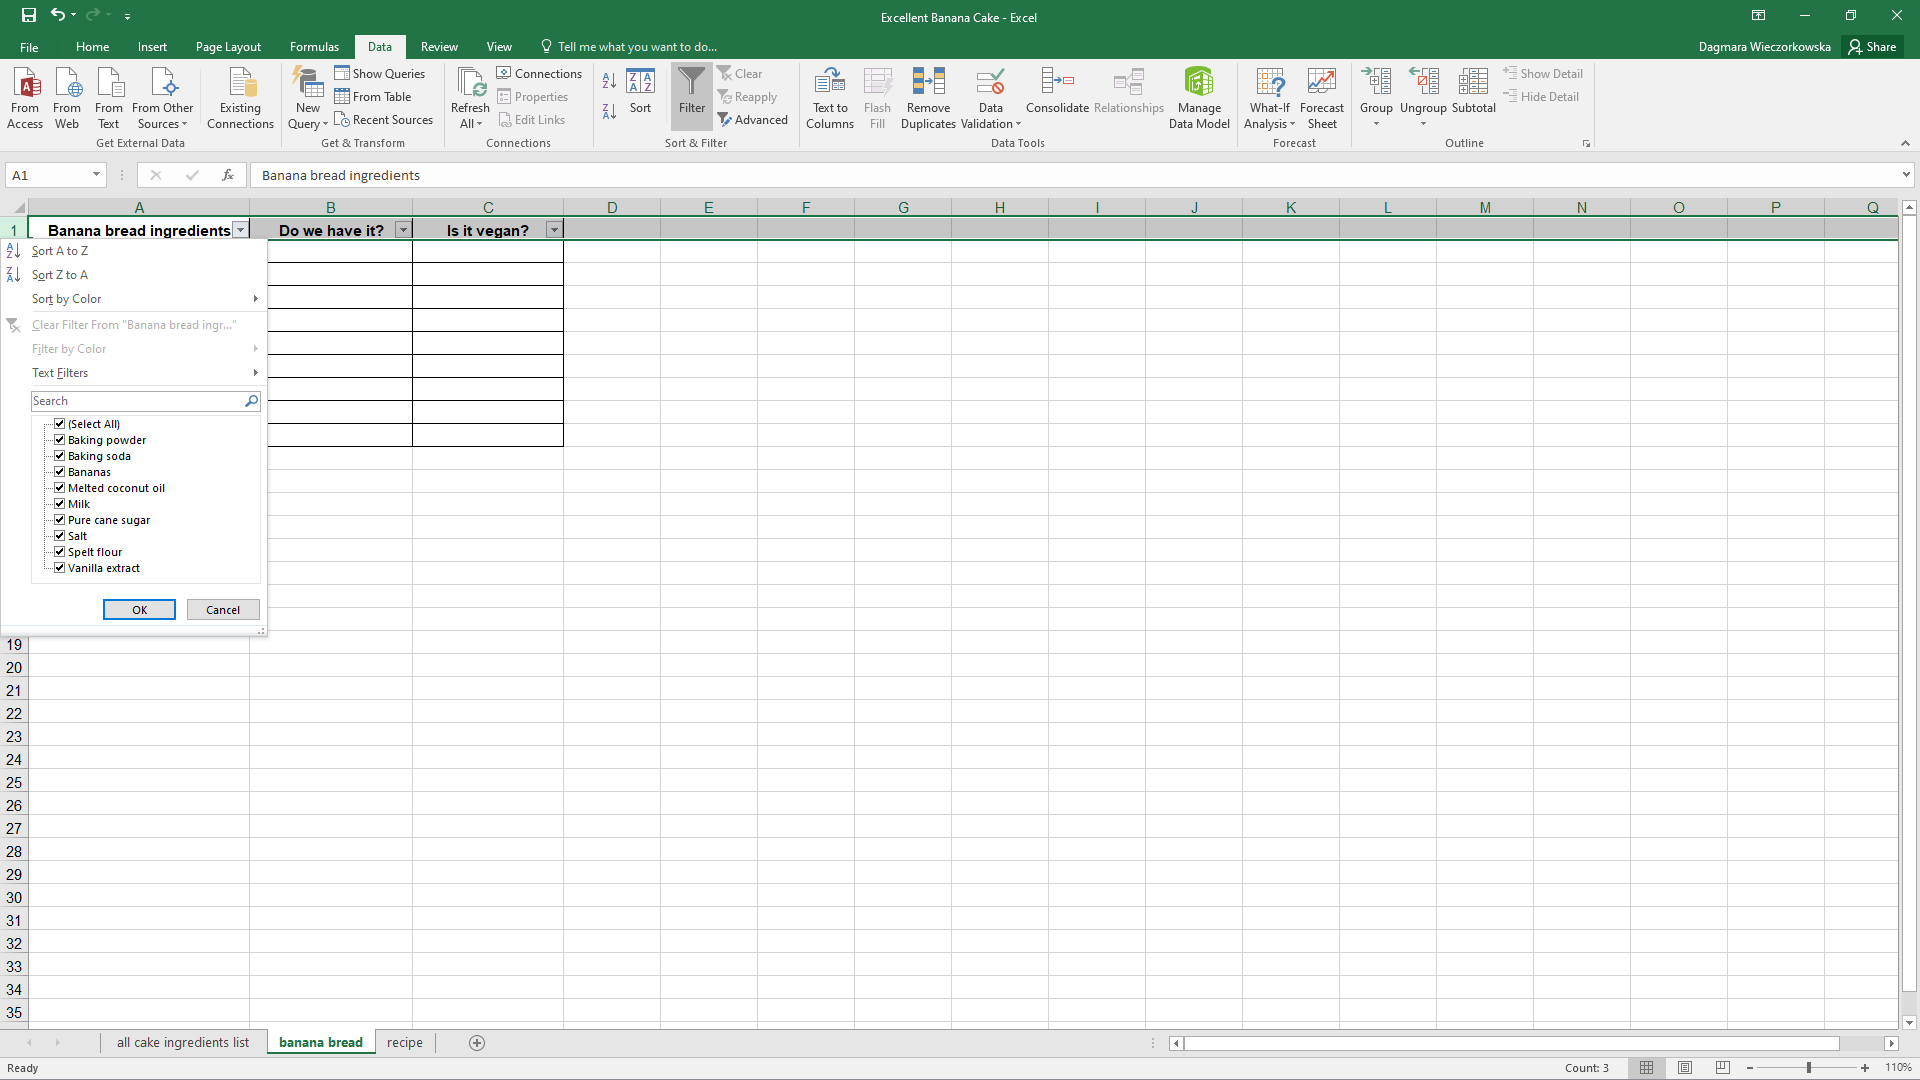 Excellent Banana Cake - Excel
File Home Insert Page Layout Formulas Data Review View Tell me what you want to do... Dagmara Wieczorkowska Share
From Access
From Web
From Text
From Other Sources
Existing Connections
Get External Data
New Query
Show Queries
From Table
Recent Sources
Get & Transform
Refresh All
Connections
Properties
Edit Links
Connections
Sort
Filter
Clear
Reapply
Advanced
Sort & Filter
Text to Columns
Flash Fill
Remove Duplicates
Data Validation
Consolidate
Relationships
Manage Data Model
Data Tools
What-If Analysis
Forecast Sheet
Forecast
Group
Ungroup
Subtotal
Show Detail
Hide Detail
Outline
A1 fx Banana bread ingredients
A B C D E F G H I J K L M N O P Q
1 Banana bread ingredients Do we have it? Is it vegan?
Sort A to Z
Sort Z to A
Sort by Color
Clear Filter From "Banana bread ingr..."
Filter by Color
Text Filters
Search
(Select All)
Baking powder
Baking soda
Bananas
Melted coconut oil
Milk
Pure cane sugar
Salt
Spelt flour
Vanilla extract
OK Cancel
19
20
21
22
23
24
25
26
27
28
29
30
31
32
33
34
35
all cake ingredients list banana bread recipe
Ready Count: 3 110%